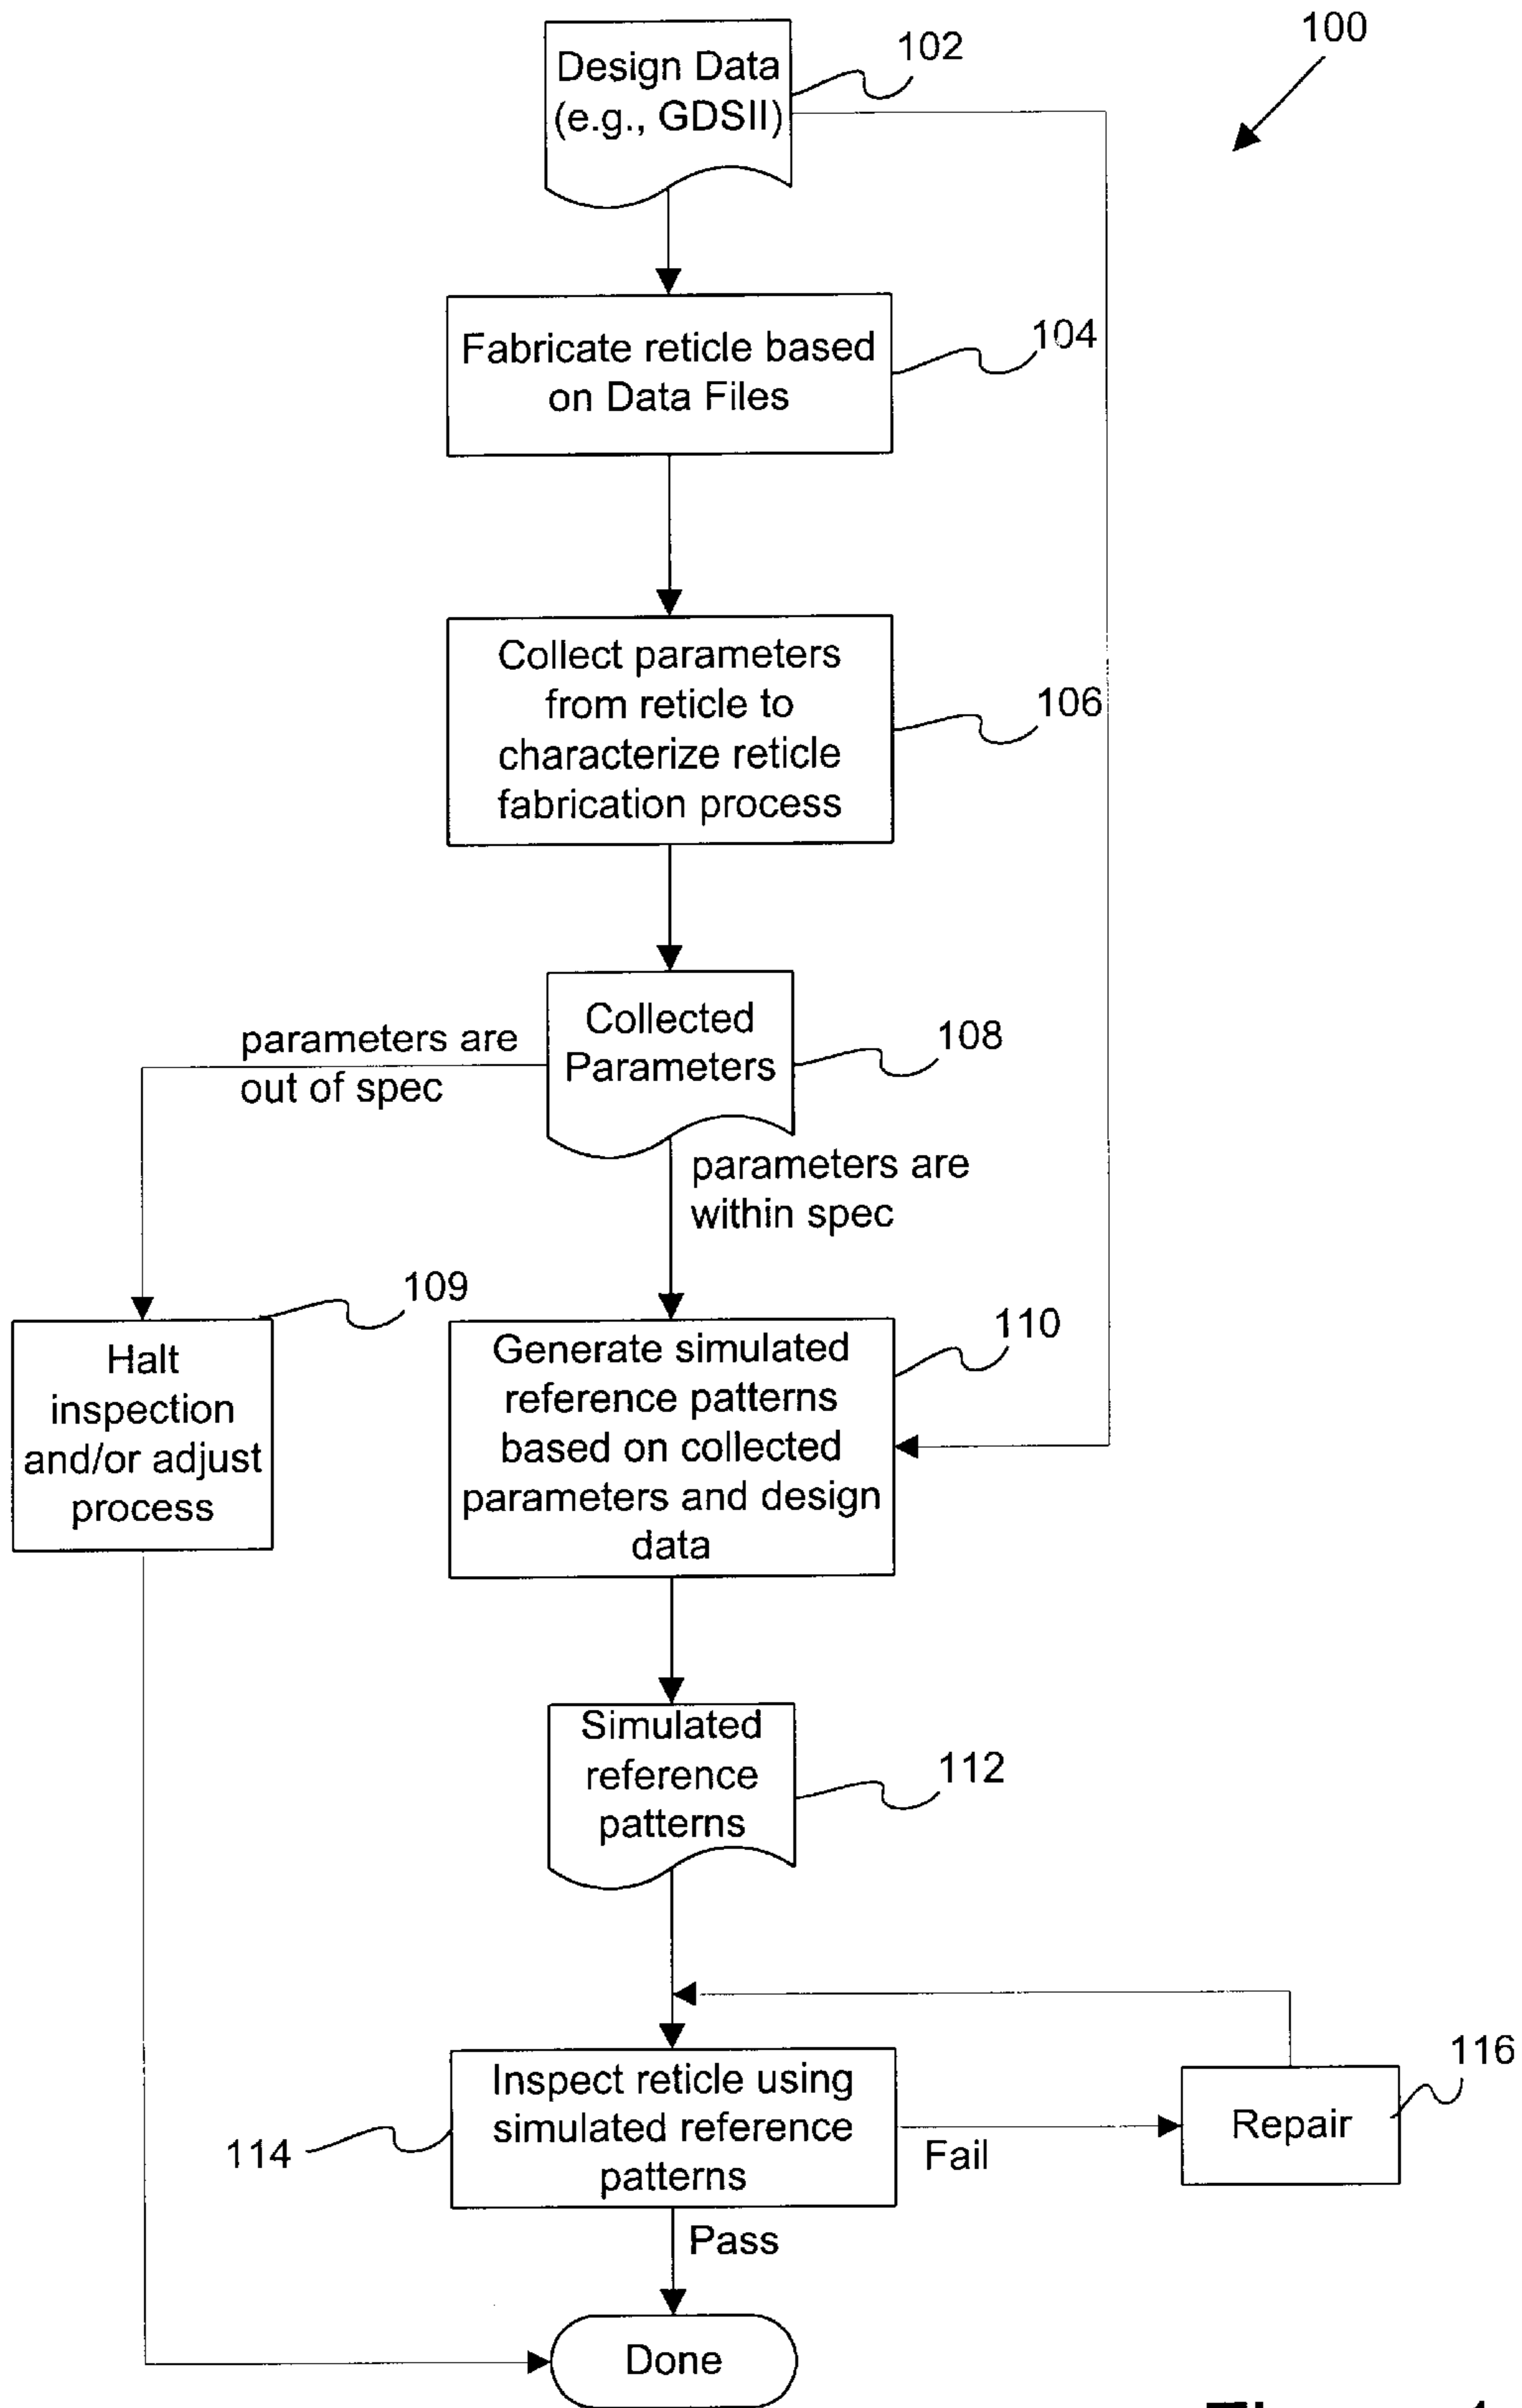 100
Design Data
(e.g., GDSII)
102
Fabricate reticle based
on Data Files
104
Collect parameters
from reticle to
characterize reticle
fabrication process
106
Collected
Parameters
108
parameters are
out of spec
parameters are
within spec
109
Halt
inspection
and/or adjust
process
Generate simulated
reference patterns
based on collected
parameters and design
data
110
Simulated
reference
patterns
112
Inspect reticle using
simulated reference
patterns
114
Fail
Repair
116
Pass
Done